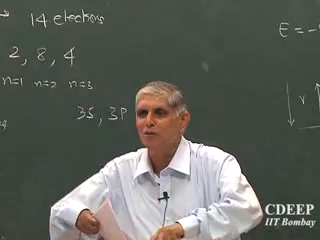 14 electrons
2, 8, 4
n=1 n=2 n=3
3S, 3P
E = -
r
CDEEP
IIT Bombay